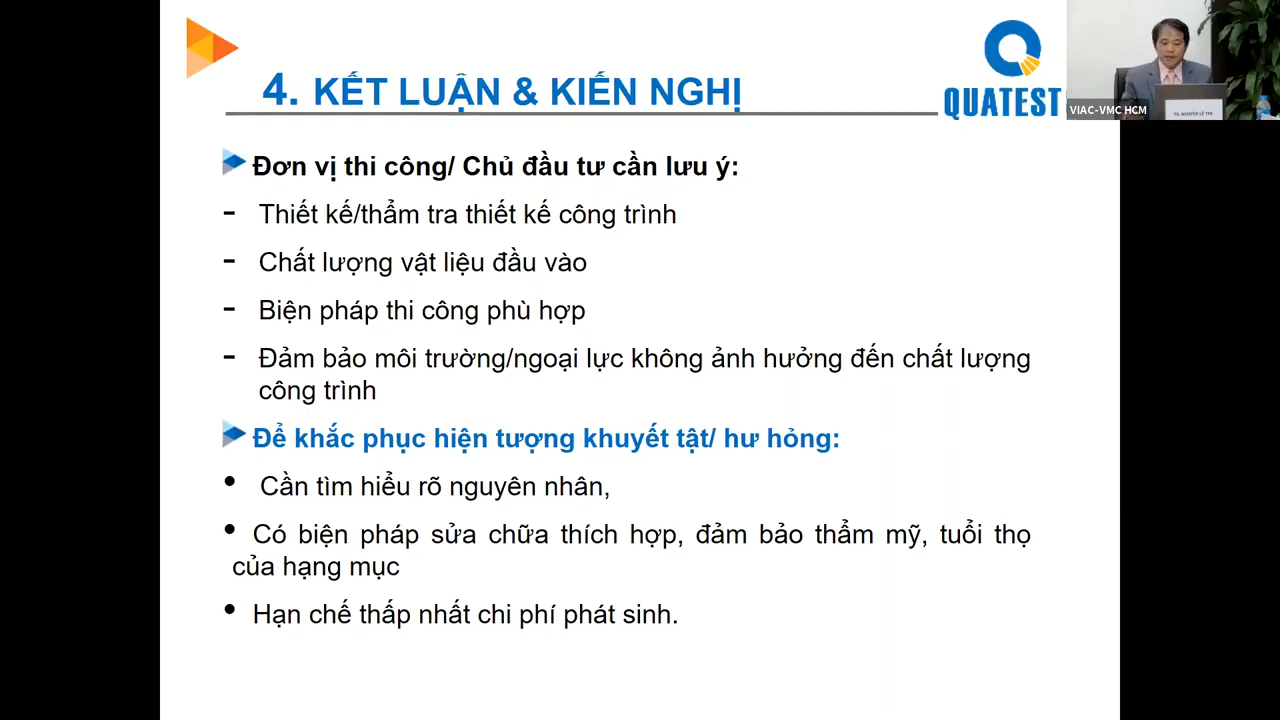 4. KẾT LUẬN & KIẾN NGHỊ
QUATEST
VIAC-VMC HCM
Đơn vị thi công/ Chủ đầu tư cần lưu ý:
- Thiết kế/thẩm tra thiết kế công trình
- Chất lượng vật liệu đầu vào
- Biện pháp thi công phù hợp
- Đảm bảo môi trường/ngoại lực không ảnh hưởng đến chất lượng
công trình
Để khắc phục hiện tượng khuyết tật/ hư hỏng:
• Cần tìm hiểu rõ nguyên nhân,
• Có biện pháp sửa chữa thích hợp, đảm bảo thẩm mỹ, tuổi thọ
của hạng mục
• Hạn chế thấp nhất chi phí phát sinh.